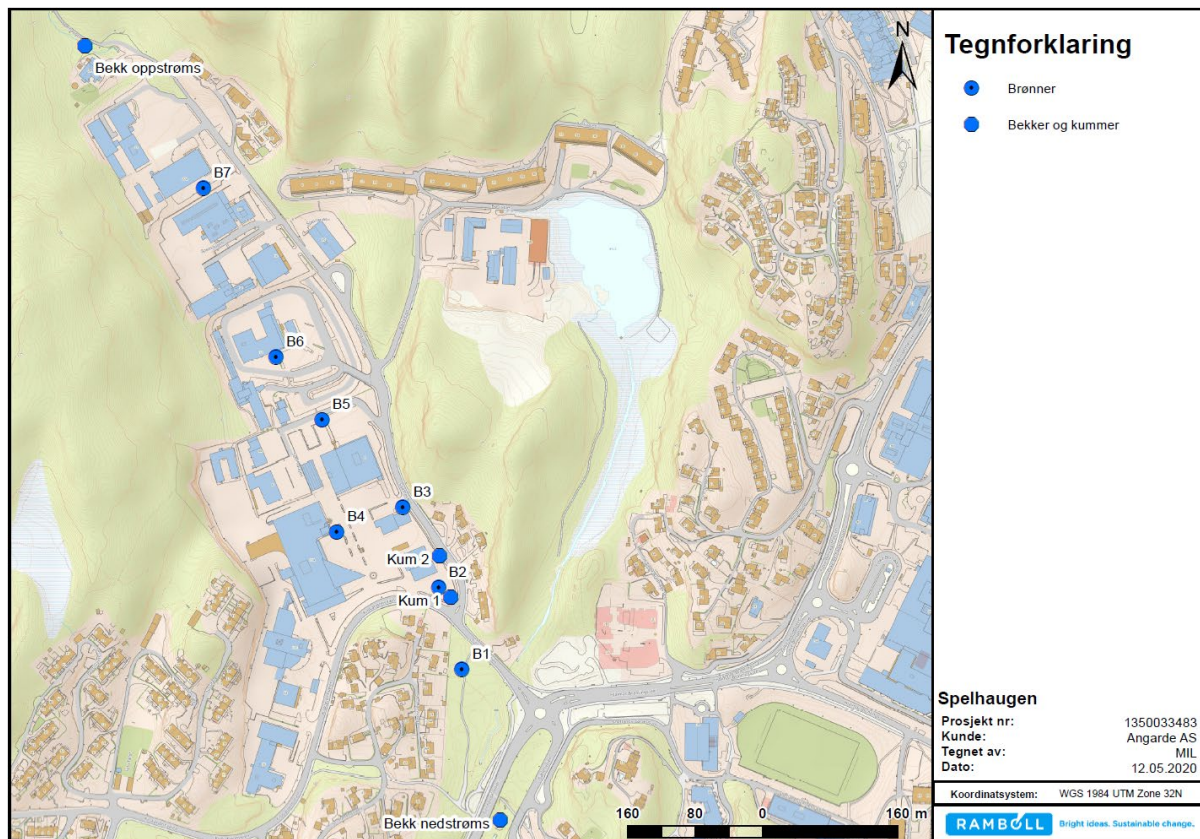 Bekk oppstrøms
B7
B6
B5
B3
B4
Kum 2
B2
Kum 1
B1
Bekk nedstrøms
N
160 80 0 160 m
Tegnforklaring
Brønner
Bekker og kummer
Spelhaugen
Prosjekt nr: 1350033483
Kunde: Angarde AS
Tegnet av: MIL
Dato: 12.05.2020
Koordinatsystem: WGS 1984 UTM Zone 32N
RAMBOLL Bright ideas. Sustainable change.